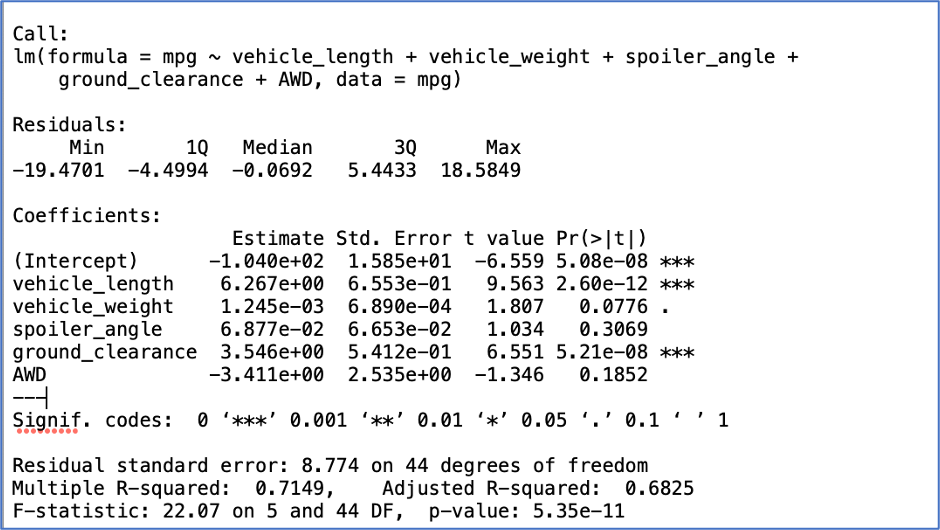 Call:
lm(formula = mpg ~ vehicle_length + vehicle_weight + spoiler_angle +
    ground_clearance + AWD, data = mpg)

Residuals:
     Min       1Q   Median       3Q      Max
−19.4701  −4.4994  −0.0692   5.4433  18.5849

Coefficients:
                   Estimate Std. Error t value Pr(>|t|)
(Intercept)      −1.040e+02  1.585e+01  −6.559 5.08e−08 ***
vehicle_length    6.267e+00  6.553e−01   9.563 2.60e−12 ***
vehicle_weight    1.245e−03  6.890e−04   1.807   0.0776 .
spoiler_angle     6.877e−02  6.653e−02   1.034   0.3069
ground_clearance  3.546e+00  5.412e−01   6.551 5.21e−08 ***
AWD              −3.411e+00  2.535e+00  −1.346   0.1852
−−−
Signif. codes:  0 ‘***’ 0.001 ‘**’ 0.01 ‘*’ 0.05 ‘.’ 0.1 ‘ ’ 1

Residual standard error: 8.774 on 44 degrees of freedom
Multiple R−squared:  0.7149,    Adjusted R−squared:  0.6825
F−statistic: 22.07 on 5 and 44 DF,  p−value: 5.35e−11